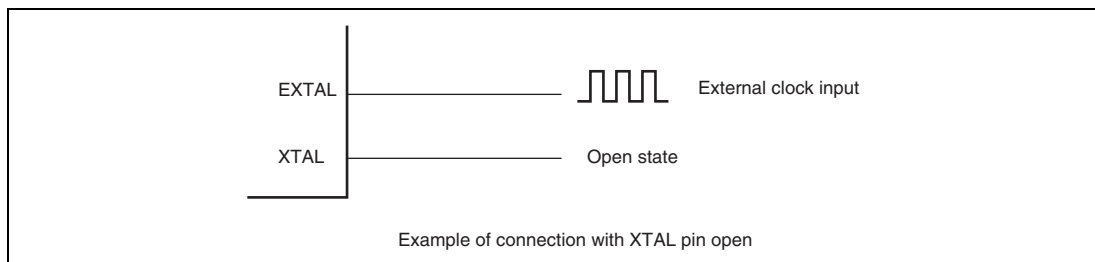 EXTAL
External clock input
XTAL
Open state
Example of connection with XTAL pin open